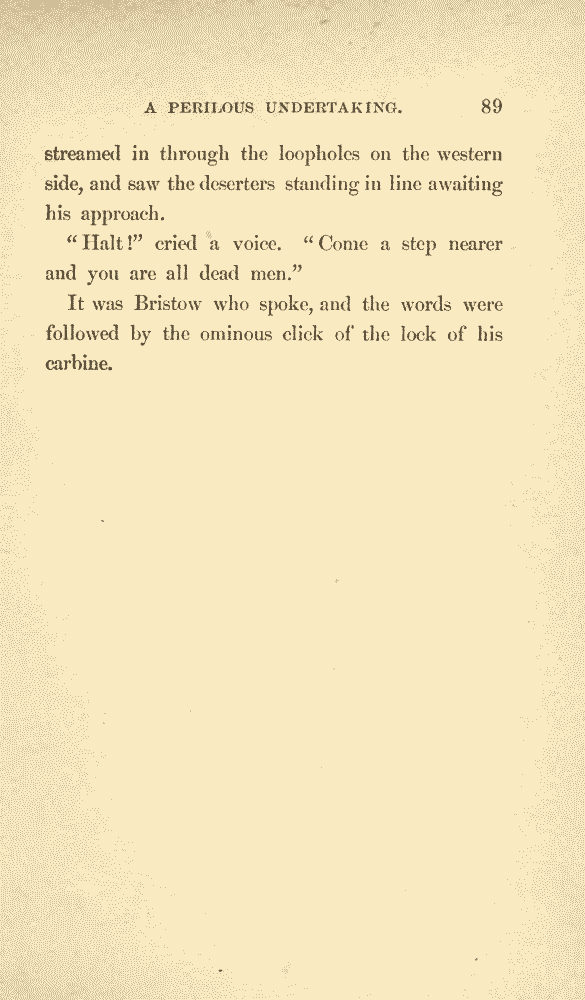 A PERILOUS UNDERTAKING. 89
streamed in through the loopholes on the western
side, and saw the deserters standing in line awaiting
his approach.
“Halt!” cried a voice. “Come a step nearer
and you are all dead men.”
It was Bristow who spoke, and the words were
followed by the ominous click of the lock of his
carbine.